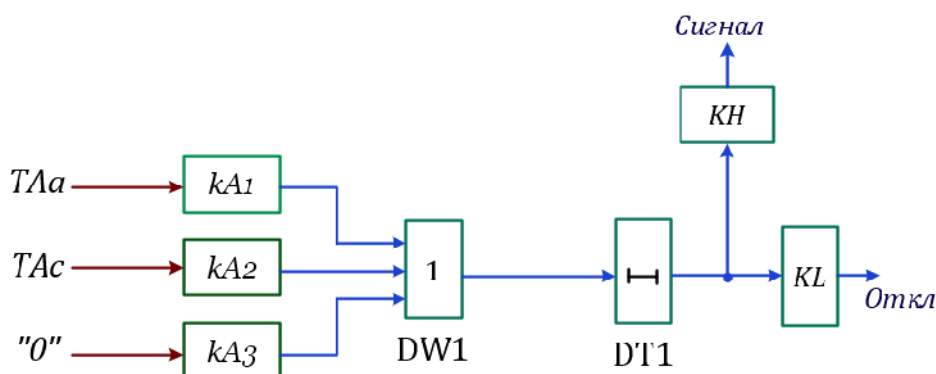 Сигнал
КН
ТАа
kA1
ТАс
kA2
1
KL
Откл
"0"
kA3
DW1
DT1